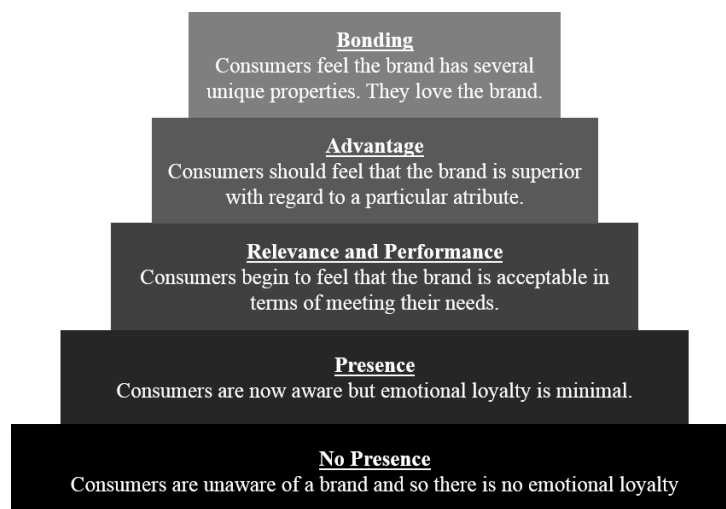 Bonding
Consumers feel the brand has several
unique properties. They love the brand.
Advantage
Consumers should feel that the brand is superior
with regard to a particular atribute.
Relevance and Performance
Consumers begin to feel that the brand is acceptable in
terms of meeting their needs.
Presence
Consumers are now aware but emotional loyalty is minimal.
No Presence
Consumers are unaware of a brand and so there is no emotional loyalty